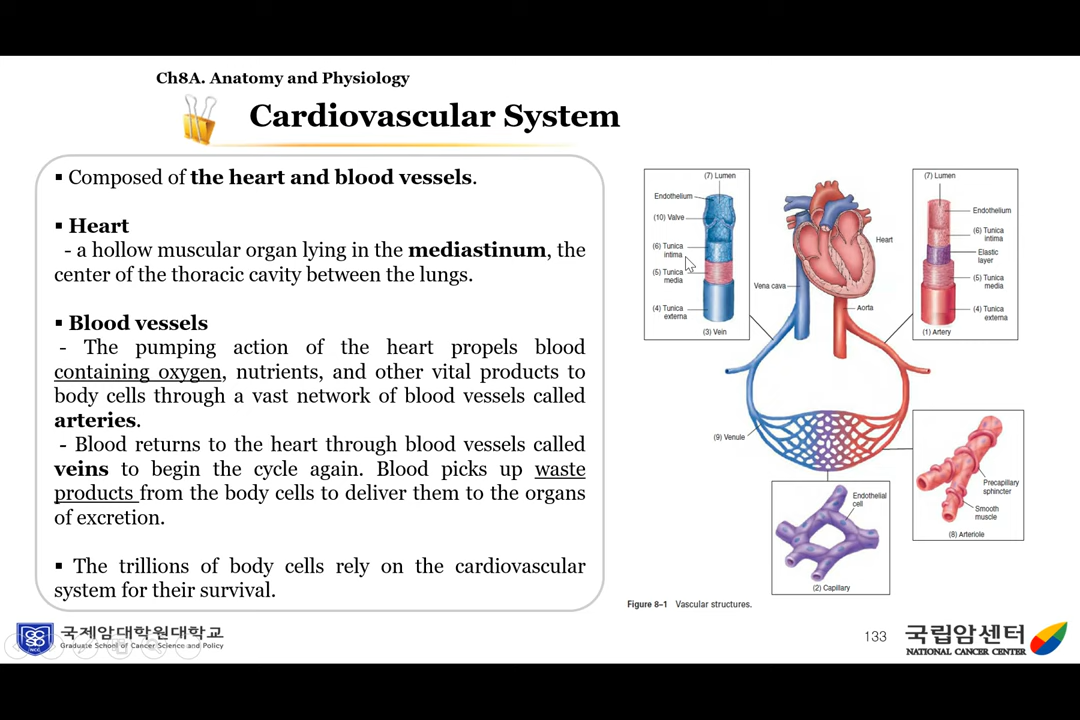 Ch8A. Anatomy and Physiology
Cardiovascular System
▪ Composed of the heart and blood vessels.
▪ Heart
- a hollow muscular organ lying in the mediastinum, the
center of the thoracic cavity between the lungs.
▪ Blood vessels
- The pumping action of the heart propels blood
containing oxygen, nutrients, and other vital products to
body cells through a vast network of blood vessels called
arteries.
- Blood returns to the heart through blood vessels called
veins to begin the cycle again. Blood picks up waste
products from the body cells to deliver them to the organs
of excretion.
▪ The trillions of body cells rely on the cardiovascular
system for their survival.
(7) Lumen
Endothelium
(10) Valve
(6) Tunica
intima
(5) Tunica
media
(4) Tunica
externa
(3) Vein
Heart
Vena cava
Aorta
(7) Lumen
Endothelium
(6) Tunica
intima
Elastic
layer
(5) Tunica
media
(4) Tunica
externa
(1) Artery
(9) Venule
Endothelial
cell
(2) Capillary
Precapillary
sphincter
Smooth
muscle
(8) Arteriole
Figure 8–1 Vascular structures.
NCC
국제암대학원대학교
Graduate School of Cancer Science and Policy
133
국립암센터
NATIONAL CANCER CENTER